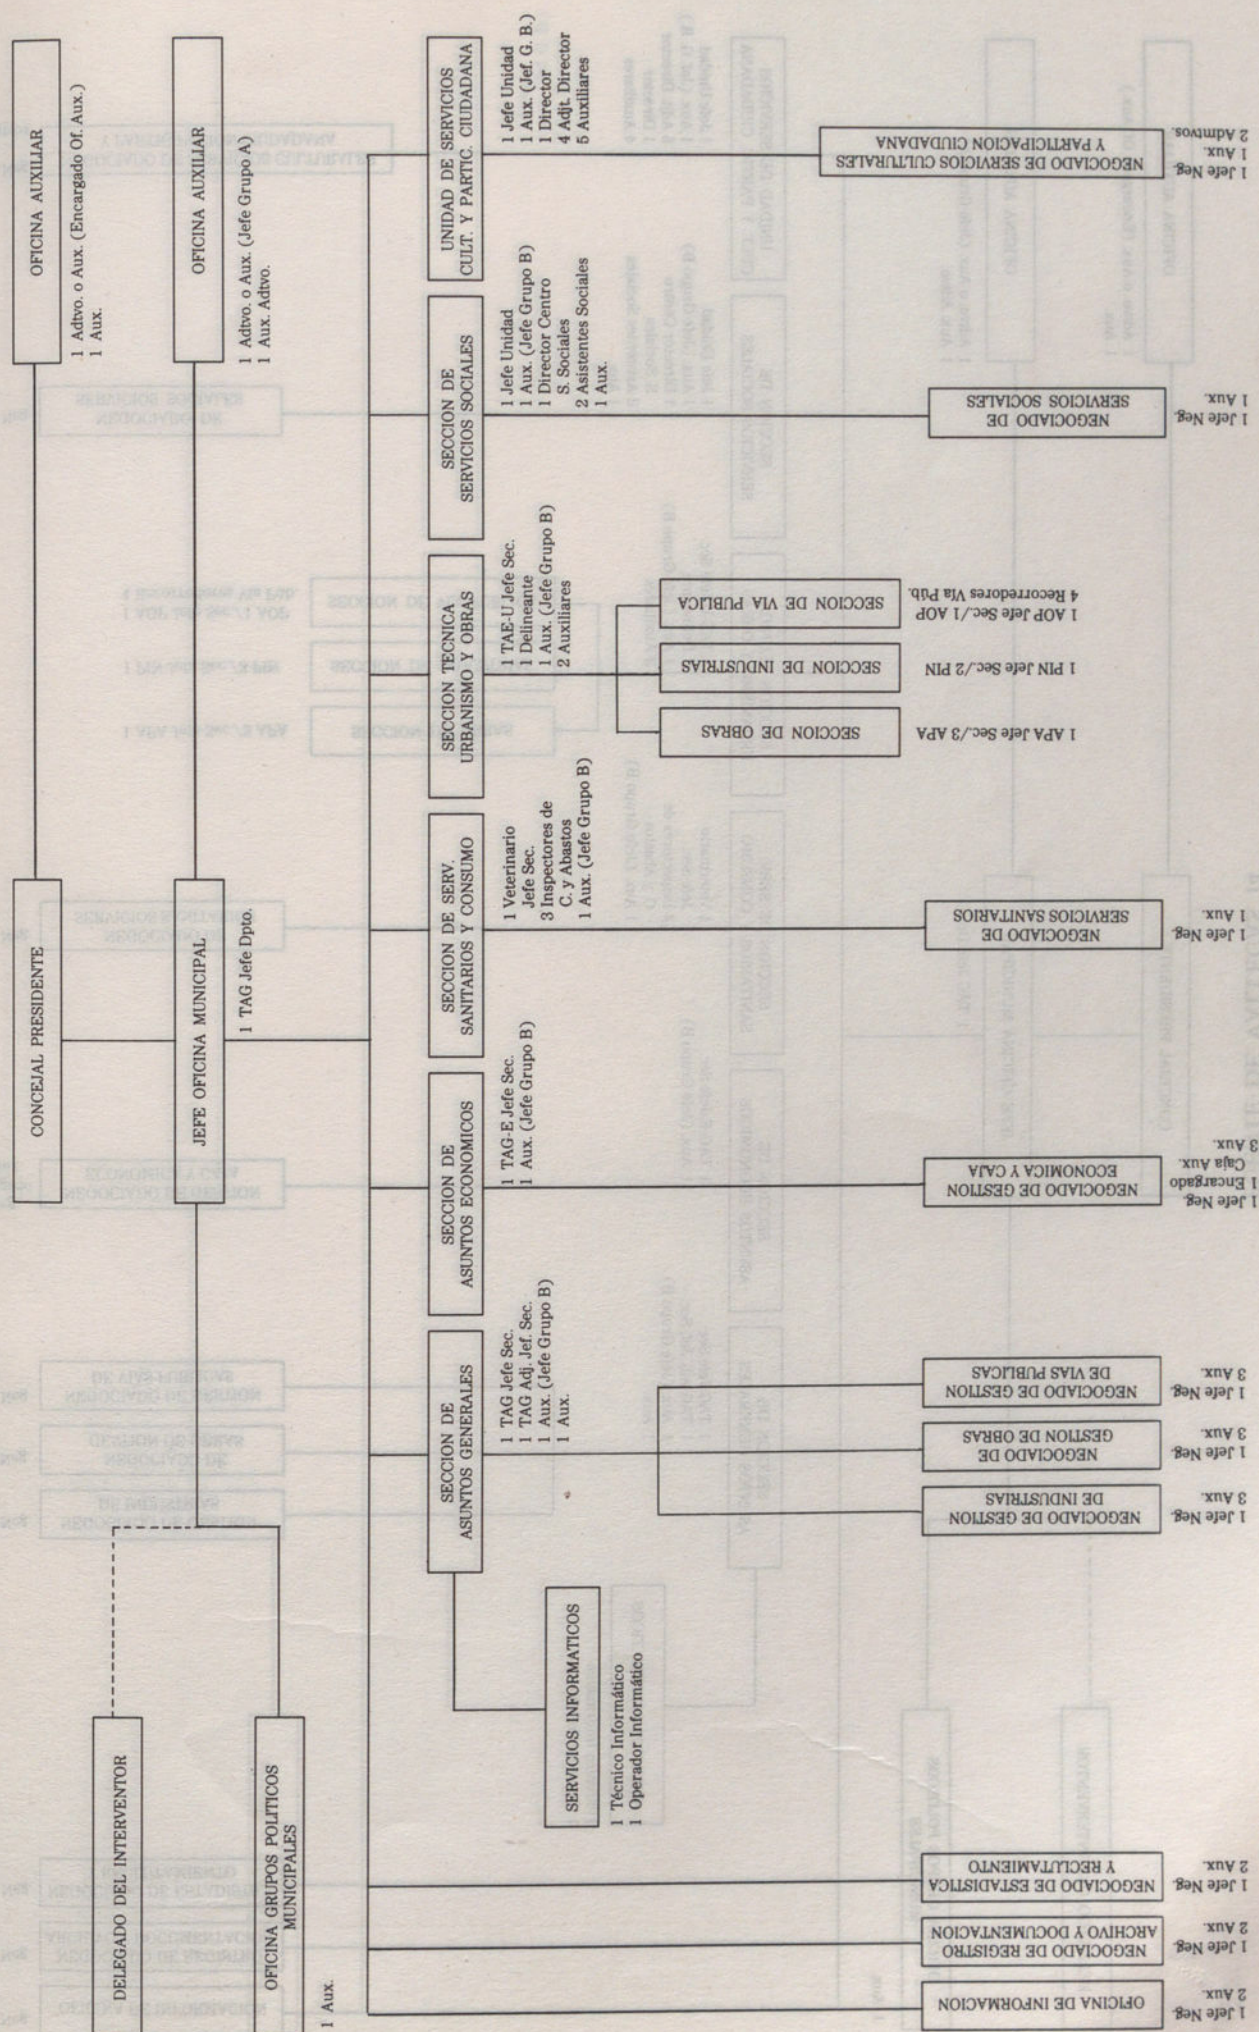 CONCEJAL PRESIDENTE
OFICINA AUXILIAR
1 Adtvo. o Aux. (Encargado Of. Aux.)
1 Aux.
DELEGADO DEL INTERVENTOR
JEFE OFICINA MUNICIPAL
1 TAG Jefe Dpto.
OFICINA AUXILIAR
1 Adtvo. o Aux. (Jefe Grupo A)
1 Aux. Adtvo.
OFICINA GRUPOS POLITICOS
MUNICIPALES
1 Aux.
SECCION DE
ASUNTOS GENERALES
1 TAG Jefe Sec.
1 TAG Adj. Jef. Sec.
1 Aux. (Jefe Grupo B)
1 Aux.
SECCION DE
ASUNTOS ECONOMICOS
1 TAG-E Jefe Sec.
1 Aux. (Jefe Grupo B)
SECCION DE SERV.
SANITARIOS Y CONSUMO
1 Veterinario
Jefe Sec.
3 Inspectores de
C. y Abastos
1 Aux. (Jefe Grupo B)
SECCION TECNICA
URBANISMO Y OBRAS
1 TAE-U Jefe Sec.
1 Delineante
1 Aux. (Jefe Grupo B)
2 Auxiliares
SECCION DE
SERVICIOS SOCIALES
1 Jefe Unidad
1 Aux. (Jefe Grupo B)
1 Director Centro
S. Sociales
2 Asistentes Sociales
1 Aux.
UNIDAD DE SERVICIOS
CULT. Y PARTIC. CIUDADANA
1 Jefe Unidad
1 Aux. (Jef. G. B.)
1 Director
4 Adjt. Director
5 Auxiliares
SERVICIOS INFORMATICOS
1 Técnico Informático
1 Operador Informático
SECCION DE OBRAS
1 APA Jefe Sec./3 APA
SECCION DE INDUSTRIAS
1 PIN Jefe Sec./2 PIN
SECCION DE VIA PUBLICA
1 AOP Jefe Sec./1 AOP
4 Recorredores Vía Púb.
OFICINA DE INFORMACION
1 Jefe Neg.
2 Aux.
NEGOCIADO DE REGISTRO
ARCHIVO Y DOCUMENTACION
1 Jefe Neg.
2 Aux.
NEGOCIADO DE ESTADISTICA
Y RECLUTAMIENTO
1 Jefe Neg.
2 Aux.
NEGOCIADO DE GESTION
DE INDUSTRIAS
1 Jefe Neg.
3 Aux.
NEGOCIADO DE
GESTION DE OBRAS
1 Jefe Neg.
3 Aux.
NEGOCIADO DE GESTION
DE VIAS PUBLICAS
1 Jefe Neg.
3 Aux.
NEGOCIADO DE GESTION
ECONOMICA Y CAJA
1 Jefe Neg.
1 Encargado
Caja Aux.
3 Aux.
NEGOCIADO DE
SERVICIOS SANITARIOS
1 Jefe Neg.
1 Aux.
NEGOCIADO DE
SERVICIOS SOCIALES
1 Jefe Neg.
1 Aux.
NEGOCIADO DE SERVICIOS CULTURALES
Y PARTICIPACION CIUDADANA
1 Jefe Neg.
1 Aux.
2 Admtvos.